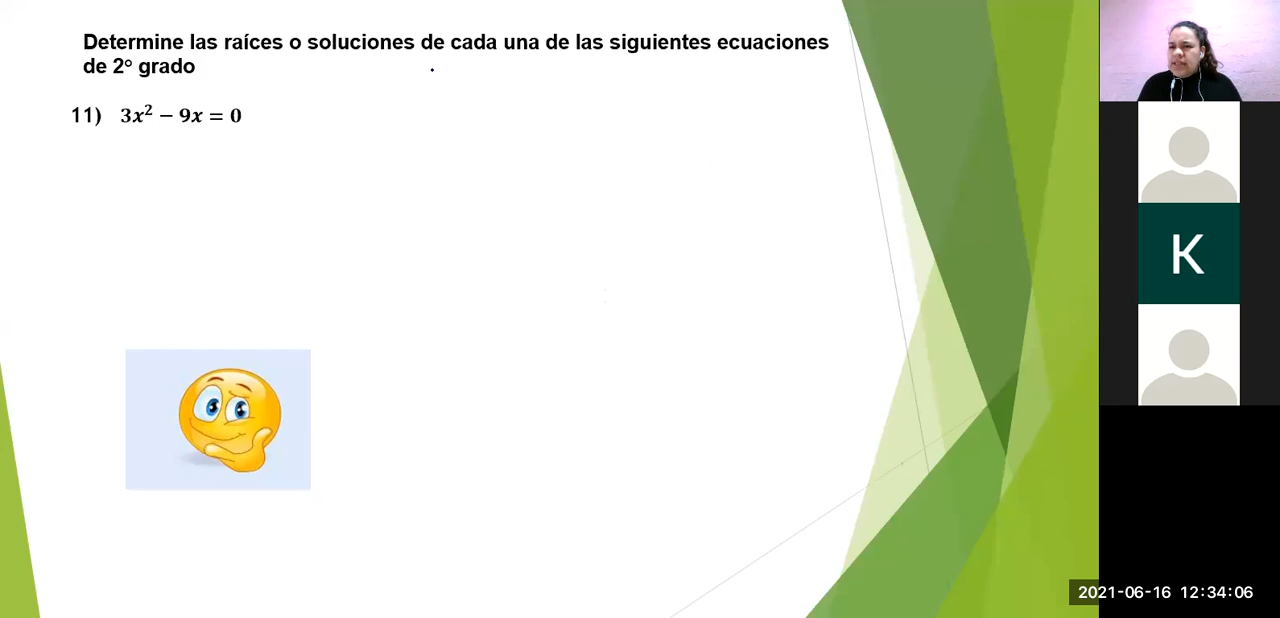 Determine las raíces o soluciones de cada una de las siguientes ecuaciones
de 2° grado
11) 3x² − 9x = 0
K
2021-06-16 12:34:06